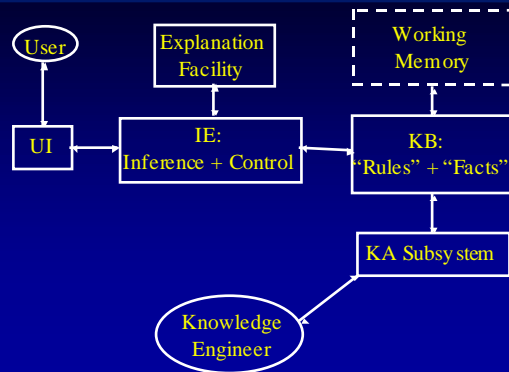 User
Explanation
Facility
Working
Memory
UI
IE:
Inference + Control
KB:
“Rules” + “Facts”
KA Subsystem
Knowledge
Engineer